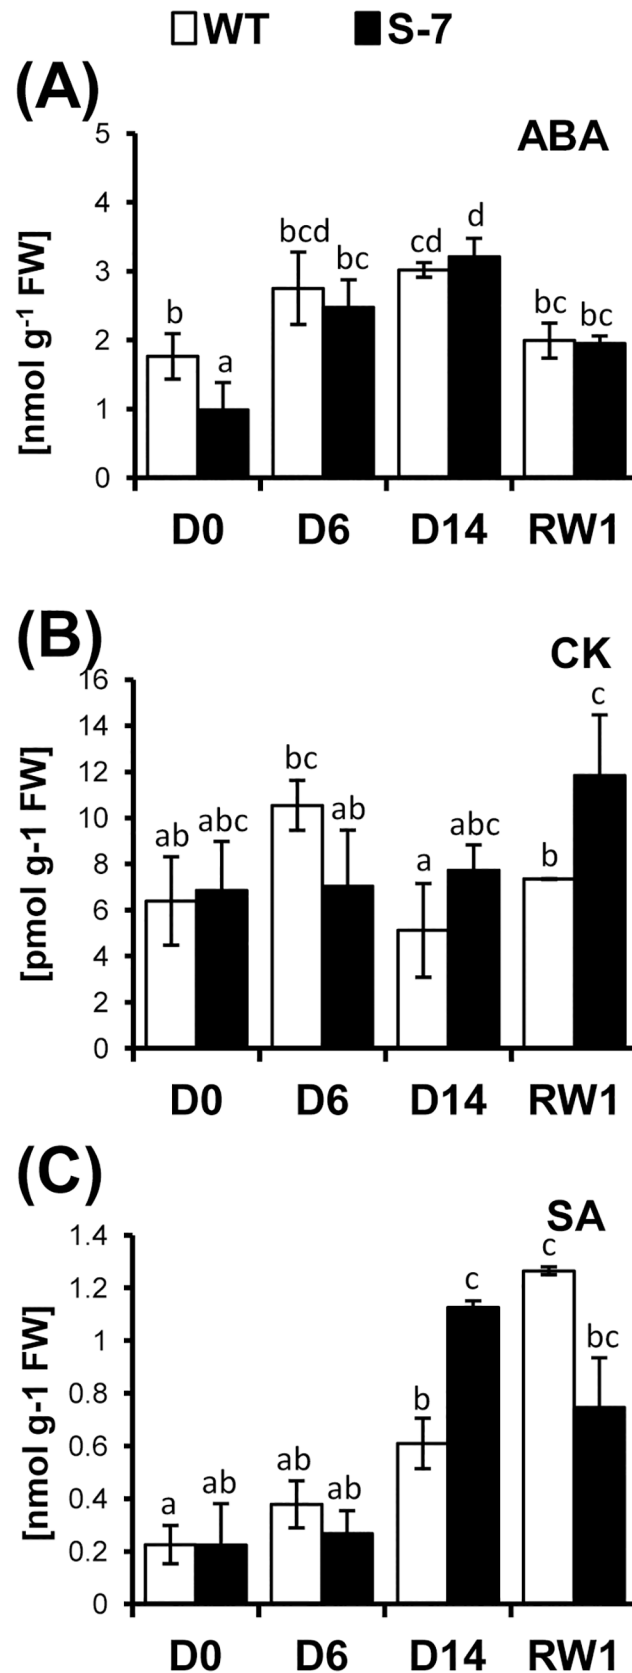 WT S-7
(A)
ABA
5
4
3
2
1
0
[nmol g⁻¹ FW]
b a bcd bc cd d bc bc
D0 D6 D14 RW1
(B)
CK
16
14
12
10
8
6
4
2
0
[pmol g-1 FW]
ab abc bc ab a abc b c
D0 D6 D14 RW1
(C)
SA
1.4
1.2
1
0.8
0.6
0.4
0.2
0
[nmol g-1 FW]
a ab ab ab b c c bc
D0 D6 D14 RW1